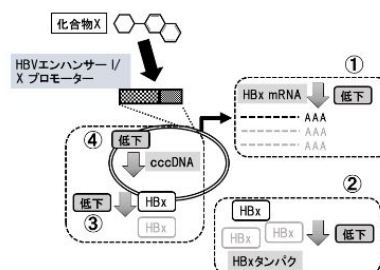 化合物X
HBVエンハンサー I/
X プロモーター
①
HBx mRNA
低下
AAA
AAA
AAA
④
低下
cccDNA
低下
HBx
③
HBx
②
HBx
HBx
HBx
低下
HBxタンパク